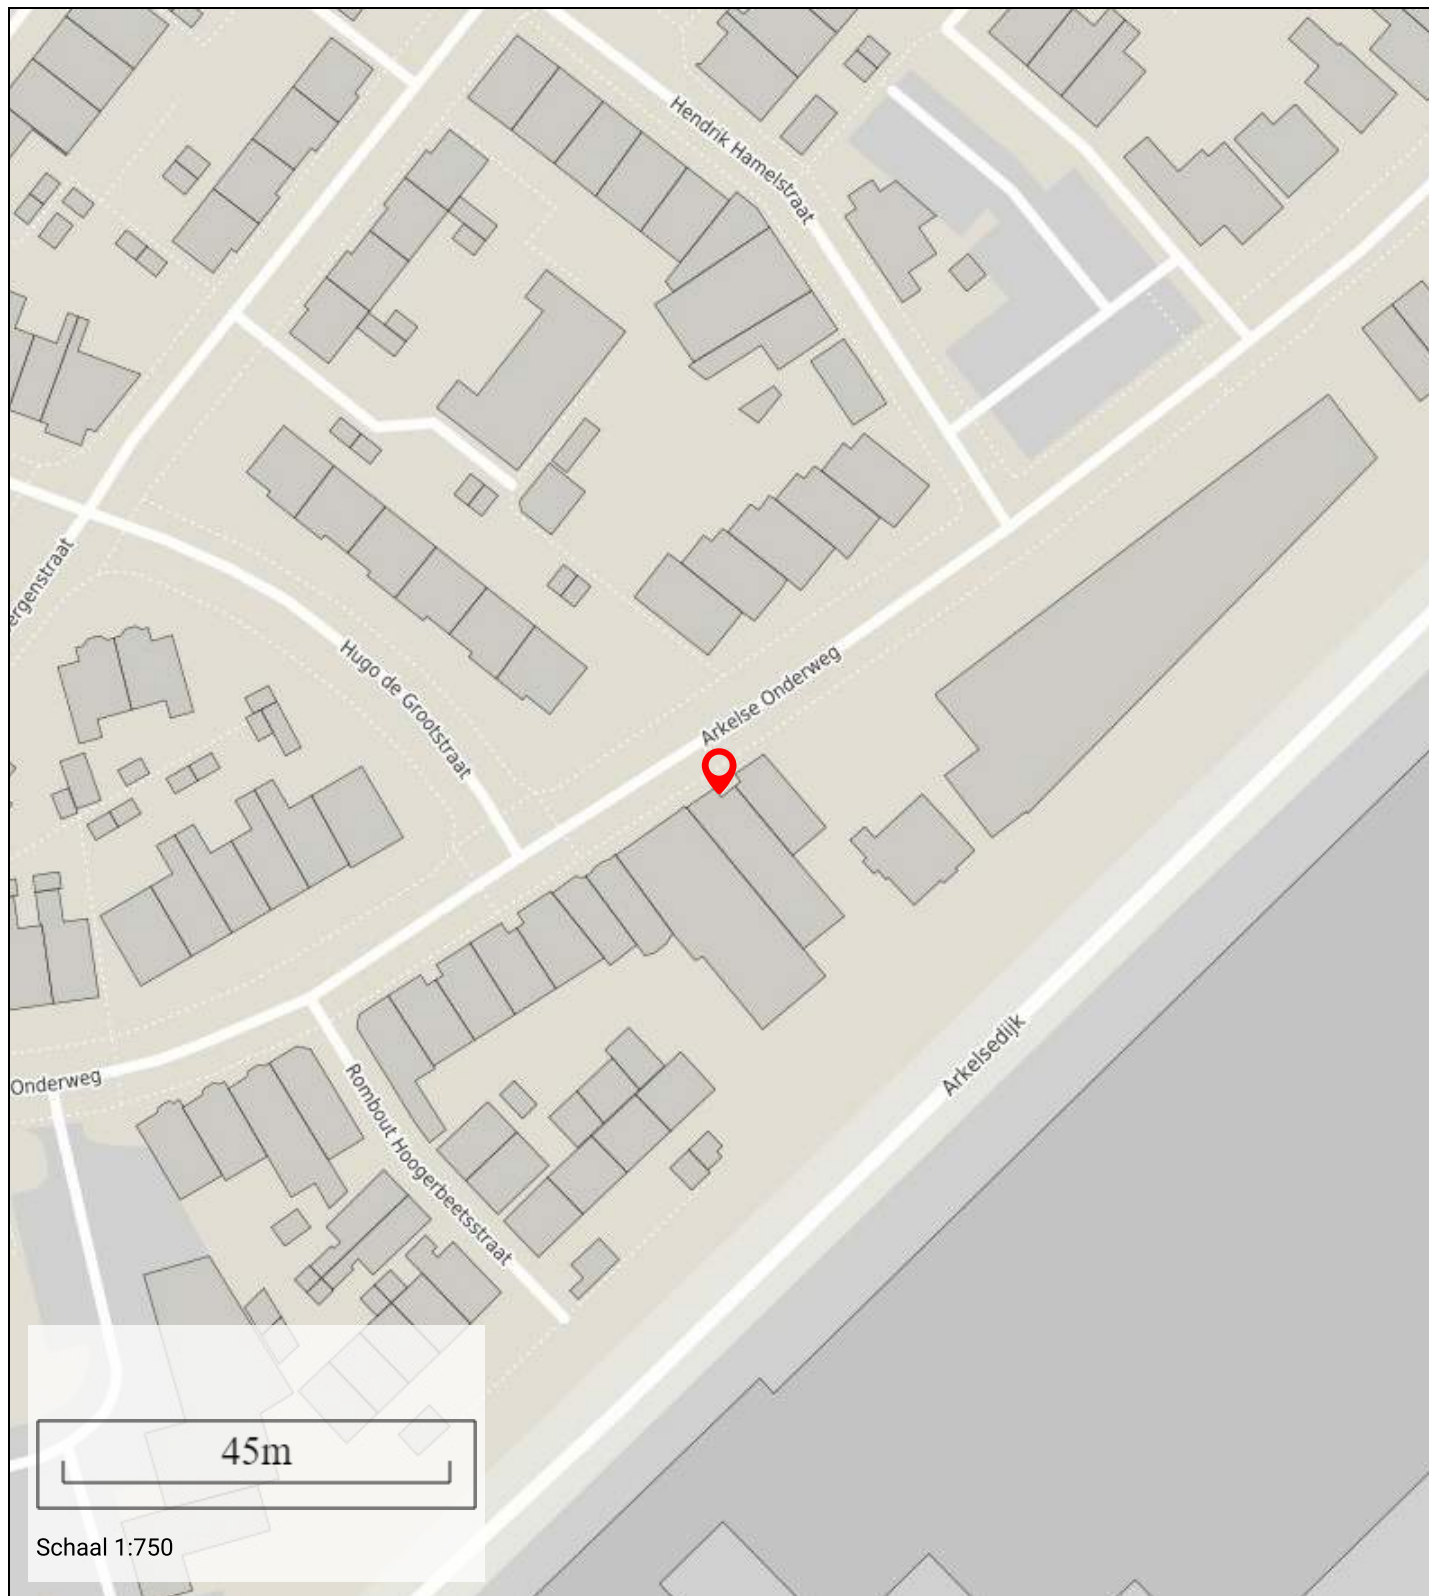 Hendrik Hamelstraat
ergenstraat
Hugo de Grootstraat
Arkelse Onderweg
Arkelsedijk
Onderweg
Rombout Hoogerbeetsstraat
45m
Schaal 1:750